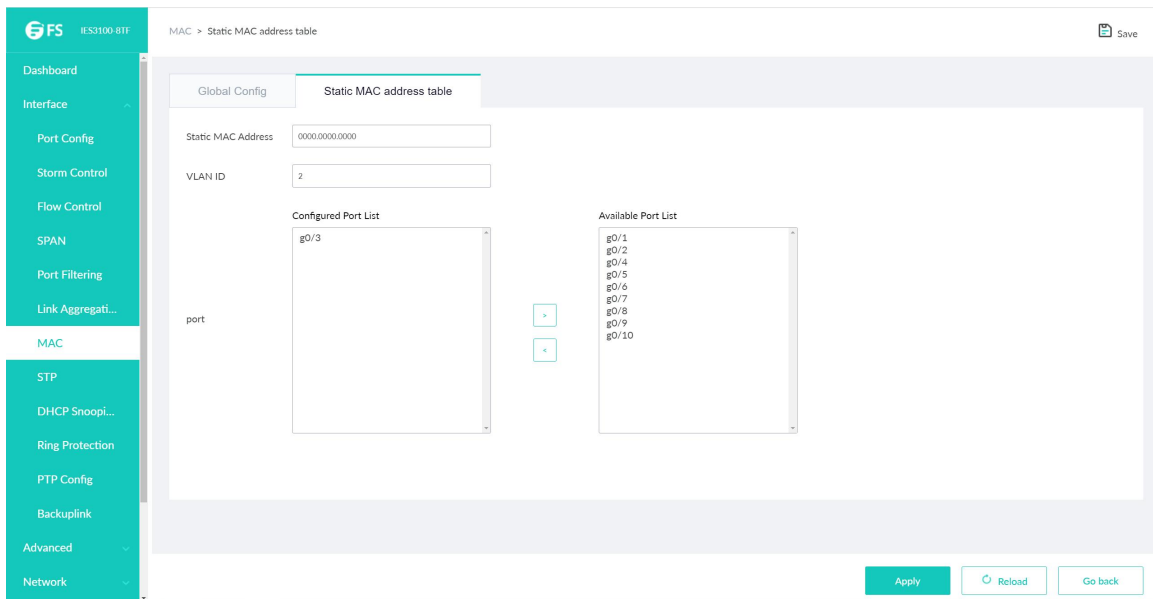 FS IES3100-8TF
MAC > Static MAC address table
Save
Dashboard
Interface
Port Config
Storm Control
Flow Control
SPAN
Port Filtering
Link Aggregati...
MAC
STP
DHCP Snoopi...
Ring Protection
PTP Config
Backuplink
Advanced
Network
Global Config
Static MAC address table
Static MAC Address
0000.0000.0000
VLAN ID
2
port
Configured Port List
g0/3
>
<
Available Port List
g0/1
g0/2
g0/4
g0/5
g0/6
g0/7
g0/8
g0/9
g0/10
Apply
Reload
Go back